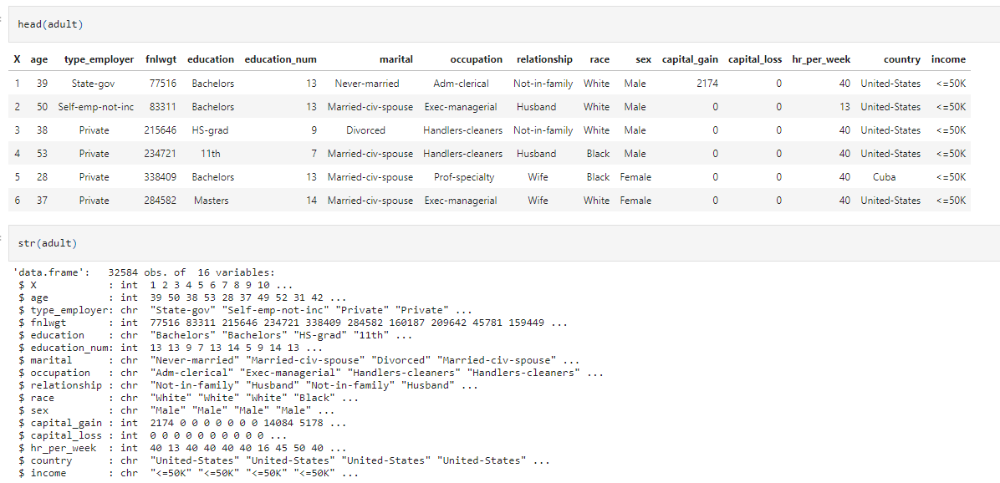 head(adult)
X age type_employer fnlwgt education education_num marital occupation relationship race sex capital_gain capital_loss hr_per_week country income
1 39 State-gov 77516 Bachelors 13 Never-married Adm-clerical Not-in-family White Male 2174 0 40 United-States <=50K
2 50 Self-emp-not-inc 83311 Bachelors 13 Married-civ-spouse Exec-managerial Husband White Male 0 0 13 United-States <=50K
3 38 Private 215646 HS-grad 9 Divorced Handlers-cleaners Not-in-family White Male 0 0 40 United-States <=50K
4 53 Private 234721 11th 7 Married-civ-spouse Handlers-cleaners Husband Black Male 0 0 40 United-States <=50K
5 28 Private 338409 Bachelors 13 Married-civ-spouse Prof-specialty Wife Black Female 0 0 40 Cuba <=50K
6 37 Private 284582 Masters 14 Married-civ-spouse Exec-managerial Wife White Female 0 0 40 United-States <=50K
str(adult)
'data.frame':   32584 obs. of  16 variables:
 $ X            : int  1 2 3 4 5 6 7 8 9 10 ...
 $ age          : int  39 50 38 53 28 37 49 52 31 42 ...
 $ type_employer: chr  "State-gov" "Self-emp-not-inc" "Private" "Private" ...
 $ fnlwgt       : int  77516 83311 215646 234721 338409 284582 160187 209642 45781 159449 ...
 $ education    : chr  "Bachelors" "Bachelors" "HS-grad" "11th" ...
 $ education_num: int  13 13 9 7 13 14 5 9 14 13 ...
 $ marital      : chr  "Never-married" "Married-civ-spouse" "Divorced" "Married-civ-spouse" ...
 $ occupation   : chr  "Adm-clerical" "Exec-managerial" "Handlers-cleaners" "Handlers-cleaners" ...
 $ relationship : chr  "Not-in-family" "Husband" "Not-in-family" "Husband" ...
 $ race         : chr  "White" "White" "White" "Black" ...
 $ sex          : chr  "Male" "Male" "Male" "Male" ...
 $ capital_gain : int  2174 0 0 0 0 0 0 0 14084 5178 ...
 $ capital_loss : int  0 0 0 0 0 0 0 0 0 0 ...
 $ hr_per_week  : int  40 13 40 40 40 40 16 45 50 40 ...
 $ country      : chr  "United-States" "United-States" "United-States" "United-States" ...
 $ income       : chr  "<=50K" "<=50K" "<=50K" "<=50K" ...